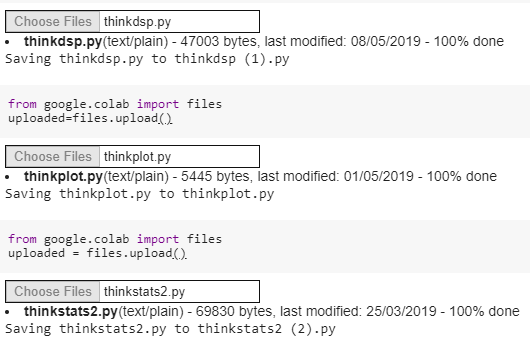 Choose Files thinkdsp.py
• thinkdsp.py(text/plain) - 47003 bytes, last modified: 08/05/2019 - 100% done
Saving thinkdsp.py to thinkdsp (1).py
from google.colab import files
uploaded=files.upload()
Choose Files thinkplot.py
• thinkplot.py(text/plain) - 5445 bytes, last modified: 01/05/2019 - 100% done
Saving thinkplot.py to thinkplot.py
from google.colab import files
uploaded = files.upload()
Choose Files thinkstats2.py
• thinkstats2.py(text/plain) - 69830 bytes, last modified: 25/03/2019 - 100% done
Saving thinkstats2.py to thinkstats2 (2).py